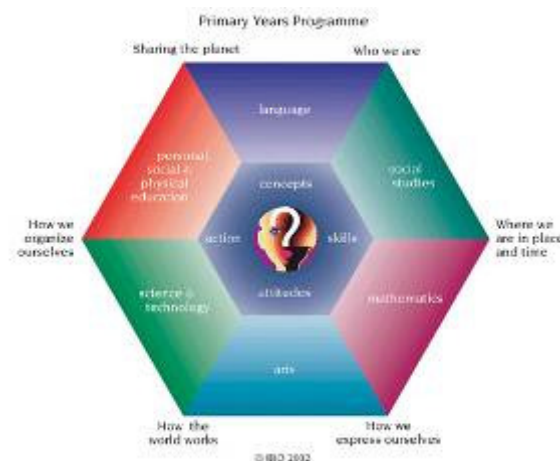 Primary Years Programme
Sharing the planet
Who we are
language
personal,
social &
physical
education
social
studies
concepts
How we
organize
ourselves
action
?
skills
Where we
are in place
and time
science &
technology
attitudes
mathematics
arts
How the
world works
How we
express ourselves
© IBO 2002